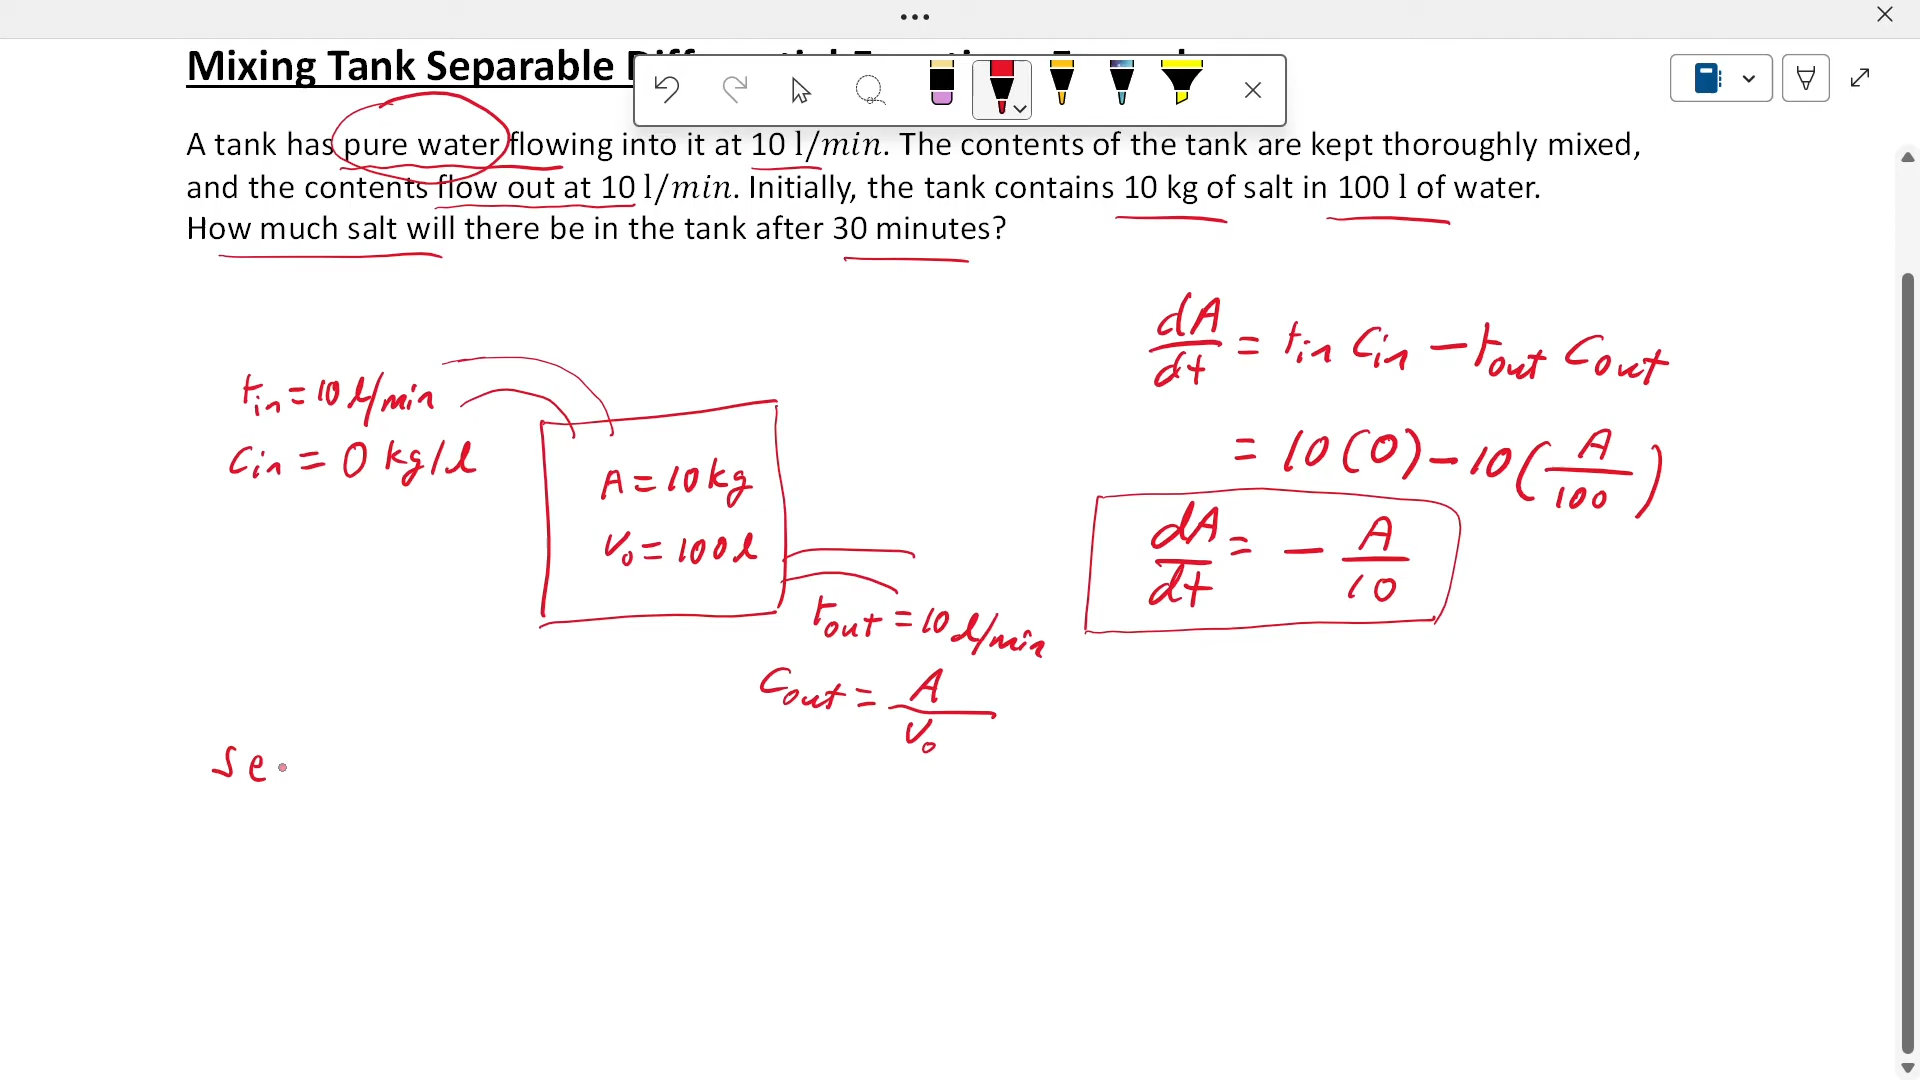 Mixing Tank Separable
A tank has pure water flowing into it at 10 l/min. The contents of the tank are kept thoroughly mixed,
and the contents flow out at 10 l/min. Initially, the tank contains 10 kg of salt in 100 l of water.
How much salt will there be in the tank after 30 minutes?
r_in = 10 l/min
C_in = 0 kg/l
A = 10 kg
V_0 = 100 l
r_out = 10 l/min
C_out = A/V_0
dA/dt = r_in C_in − r_out C_out
= 10(0) − 10(A/100)
dA/dt = − A/10
Se